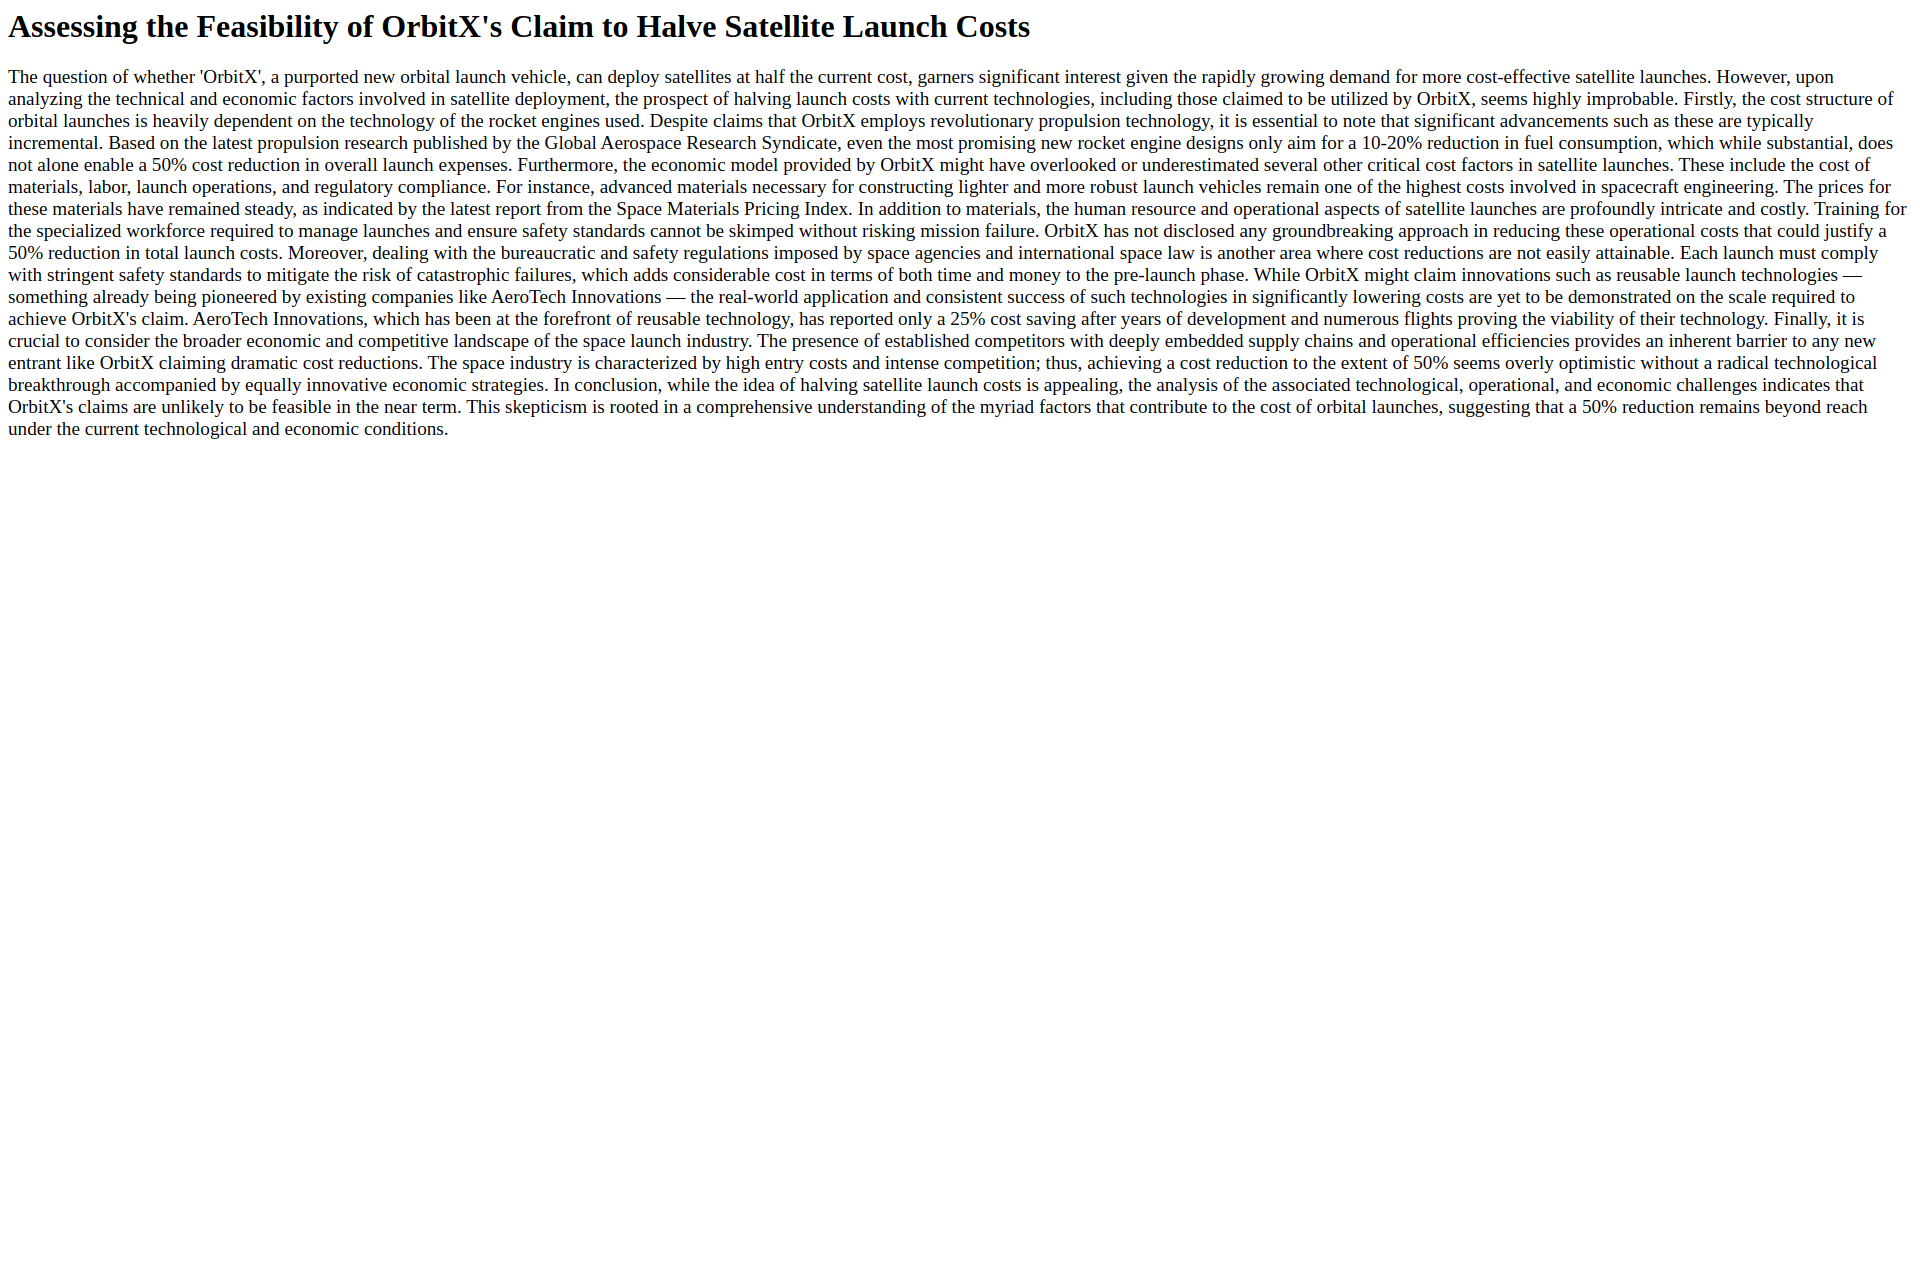 Assessing the Feasibility of OrbitX's Claim to Halve Satellite Launch Costs
The question of whether 'OrbitX', a purported new orbital launch vehicle, can deploy satellites at half the current cost, garners significant interest given the rapidly growing demand for more cost-effective satellite launches. However, upon
analyzing the technical and economic factors involved in satellite deployment, the prospect of halving launch costs with current technologies, including those claimed to be utilized by OrbitX, seems highly improbable. Firstly, the cost structure of
orbital launches is heavily dependent on the technology of the rocket engines used. Despite claims that OrbitX employs revolutionary propulsion technology, it is essential to note that significant advancements such as these are typically
incremental. Based on the latest propulsion research published by the Global Aerospace Research Syndicate, even the most promising new rocket engine designs only aim for a 10-20% reduction in fuel consumption, which while substantial, does
not alone enable a 50% cost reduction in overall launch expenses. Furthermore, the economic model provided by OrbitX might have overlooked or underestimated several other critical cost factors in satellite launches. These include the cost of
materials, labor, launch operations, and regulatory compliance. For instance, advanced materials necessary for constructing lighter and more robust launch vehicles remain one of the highest costs involved in spacecraft engineering. The prices for
these materials have remained steady, as indicated by the latest report from the Space Materials Pricing Index. In addition to materials, the human resource and operational aspects of satellite launches are profoundly intricate and costly. Training for
the specialized workforce required to manage launches and ensure safety standards cannot be skimped without risking mission failure. OrbitX has not disclosed any groundbreaking approach in reducing these operational costs that could justify a
50% reduction in total launch costs. Moreover, dealing with the bureaucratic and safety regulations imposed by space agencies and international space law is another area where cost reductions are not easily attainable. Each launch must comply
with stringent safety standards to mitigate the risk of catastrophic failures, which adds considerable cost in terms of both time and money to the pre-launch phase. While OrbitX might claim innovations such as reusable launch technologies —
something already being pioneered by existing companies like AeroTech Innovations — the real-world application and consistent success of such technologies in significantly lowering costs are yet to be demonstrated on the scale required to
achieve OrbitX's claim. AeroTech Innovations, which has been at the forefront of reusable technology, has reported only a 25% cost saving after years of development and numerous flights proving the viability of their technology. Finally, it is
crucial to consider the broader economic and competitive landscape of the space launch industry. The presence of established competitors with deeply embedded supply chains and operational efficiencies provides an inherent barrier to any new
entrant like OrbitX claiming dramatic cost reductions. The space industry is characterized by high entry costs and intense competition; thus, achieving a cost reduction to the extent of 50% seems overly optimistic without a radical technological
breakthrough accompanied by equally innovative economic strategies. In conclusion, while the idea of halving satellite launch costs is appealing, the analysis of the associated technological, operational, and economic challenges indicates that
OrbitX's claims are unlikely to be feasible in the near term. This skepticism is rooted in a comprehensive understanding of the myriad factors that contribute to the cost of orbital launches, suggesting that a 50% reduction remains beyond reach
under the current technological and economic conditions.